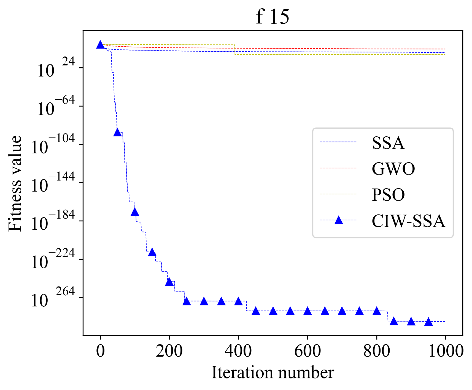 f 15
10^24
10^-64
10^-104
10^-144
10^-184
10^-224
10^-264
Fitness value
SSA
GWO
PSO
CIW-SSA
0 200 400 600 800 1000
Iteration number